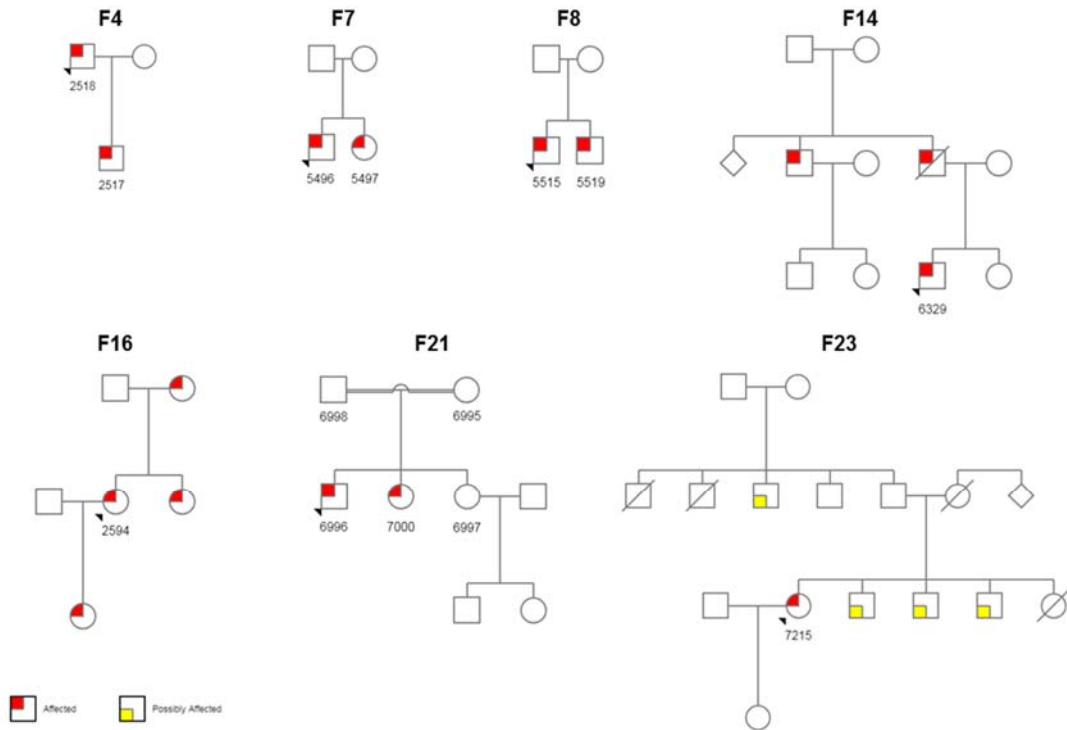 F4
F7
F8
F14
2518
2517
5496 5497
5515 5519
6329
F16
F21
F23
2594
6998 6995
6996 7000 6997
7215
Affected Possibly Affected